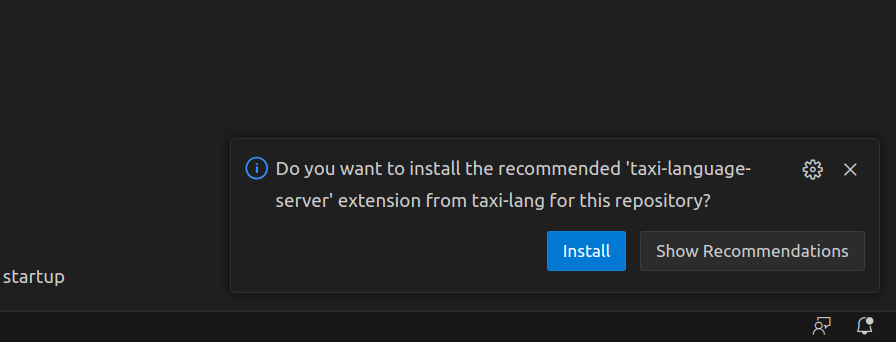 Do you want to install the recommended 'taxi-language-
server' extension from taxi-lang for this repository?
Install
Show Recommendations
startup